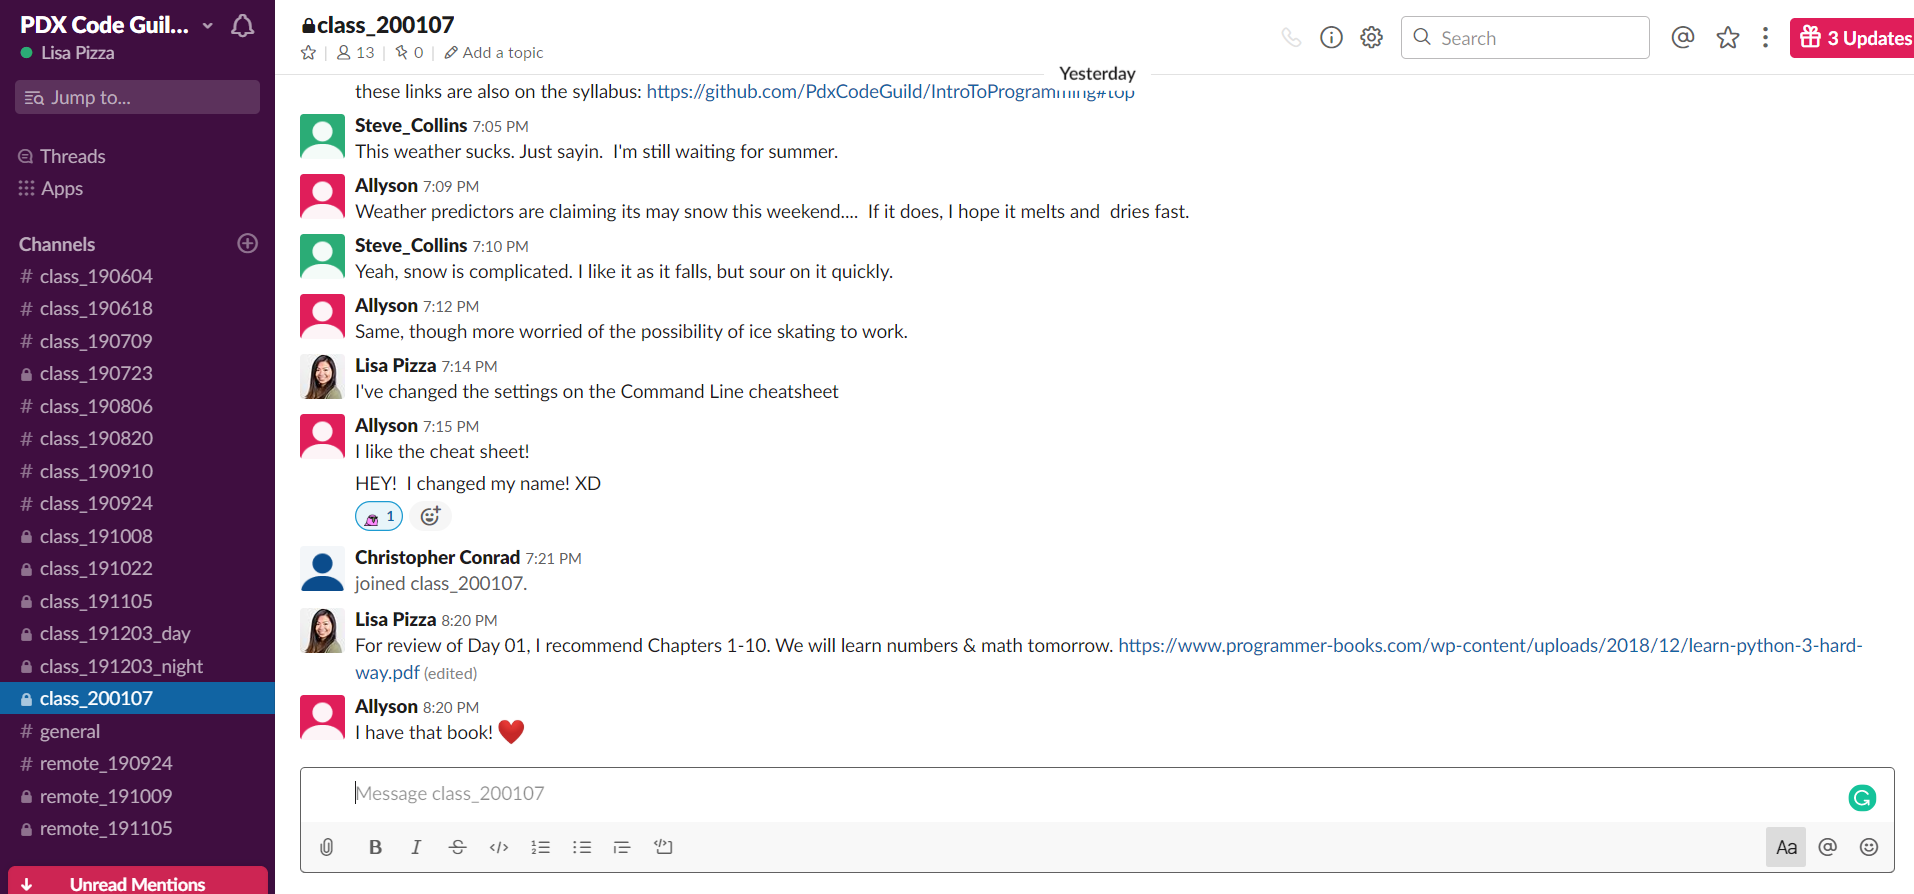 PDX Code Guil...
Lisa Pizza
Jump to...
Threads
Apps
Channels
# class_190604
# class_190618
# class_190709
class_190723
# class_190806
# class_190820
# class_190910
# class_190924
class_191008
class_191022
class_191105
class_191203_day
class_191203_night
class_200107
# general
# remote_190924
remote_191009
remote_191105
Unread Mentions
class_200107
13 | 0 | Add a topic
Search
3 Updates
Yesterday
these links are also on the syllabus: https://github.com/PdxCodeGuild/IntroToProgramming#top
Steve_Collins 7:05 PM
This weather sucks. Just sayin.  I'm still waiting for summer.
Allyson 7:09 PM
Weather predictors are claiming its may snow this weekend....  If it does, I hope it melts and  dries fast.
Steve_Collins 7:10 PM
Yeah, snow is complicated. I like it as it falls, but sour on it quickly.
Allyson 7:12 PM
Same, though more worried of the possibility of ice skating to work.
Lisa Pizza 7:14 PM
I've changed the settings on the Command Line cheatsheet
Allyson 7:15 PM
I like the cheat sheet!
HEY!  I changed my name! XD
1
Christopher Conrad 7:21 PM
joined class_200107.
Lisa Pizza 8:20 PM
For review of Day 01, I recommend Chapters 1-10. We will learn numbers & math tomorrow. https://www.programmer-books.com/wp-content/uploads/2018/12/learn-python-3-hard-
way.pdf (edited)
Allyson 8:20 PM
I have that book! ❤️
Message class_200107
B I S </> Aa @